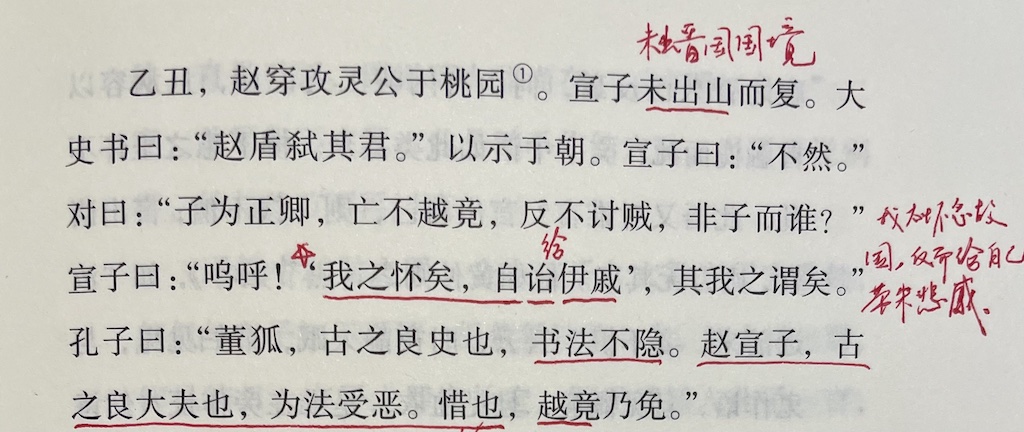 未出晋国国境
乙丑，赵穿攻灵公于桃园①。宣子未出山而复。大
史书曰：“赵盾弑其君。”以示于朝。宣子曰：“不然。”
对曰：“子为正卿，亡不越竟，反不讨贼，非子而谁？”
给
宣子曰：“呜呼！‘我之怀矣，自诒伊戚’，其我之谓矣。”
我怀念故
国，反而给自己
带来悲戚。
孔子曰：“董狐，古之良史也，书法不隐。赵宣子，古
之良大夫也，为法受恶。惜也，越竟乃免。”